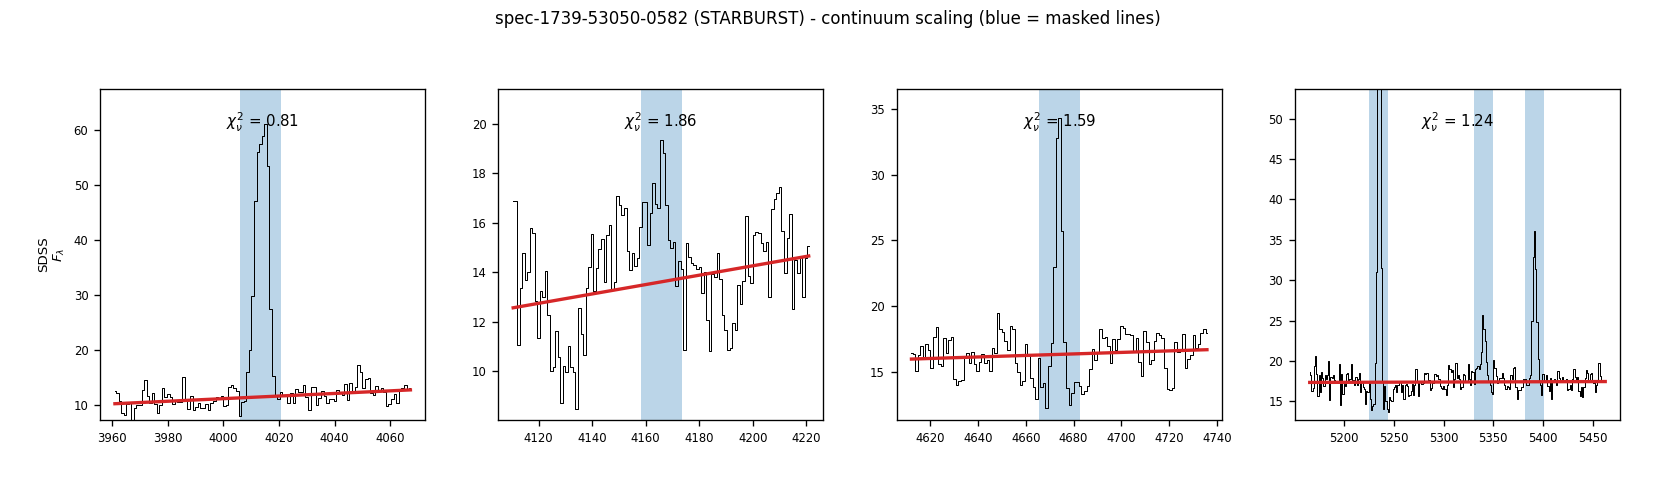 spec-1739-53050-0582 (STARBURST) - continuum scaling (blue = masked lines)
SDSS
F_λ
χ²_ν = 0.81
60
50
40
30
20
10
3960 3980 4000 4020 4040 4060
χ²_ν = 1.86
20
18
16
14
12
10
4120 4140 4160 4180 4200 4220
χ²_ν = 1.59
35
30
25
20
15
4620 4640 4660 4680 4700 4720 4740
χ²_ν = 1.24
50
45
40
35
30
25
20
15
5200 5250 5300 5350 5400 5450